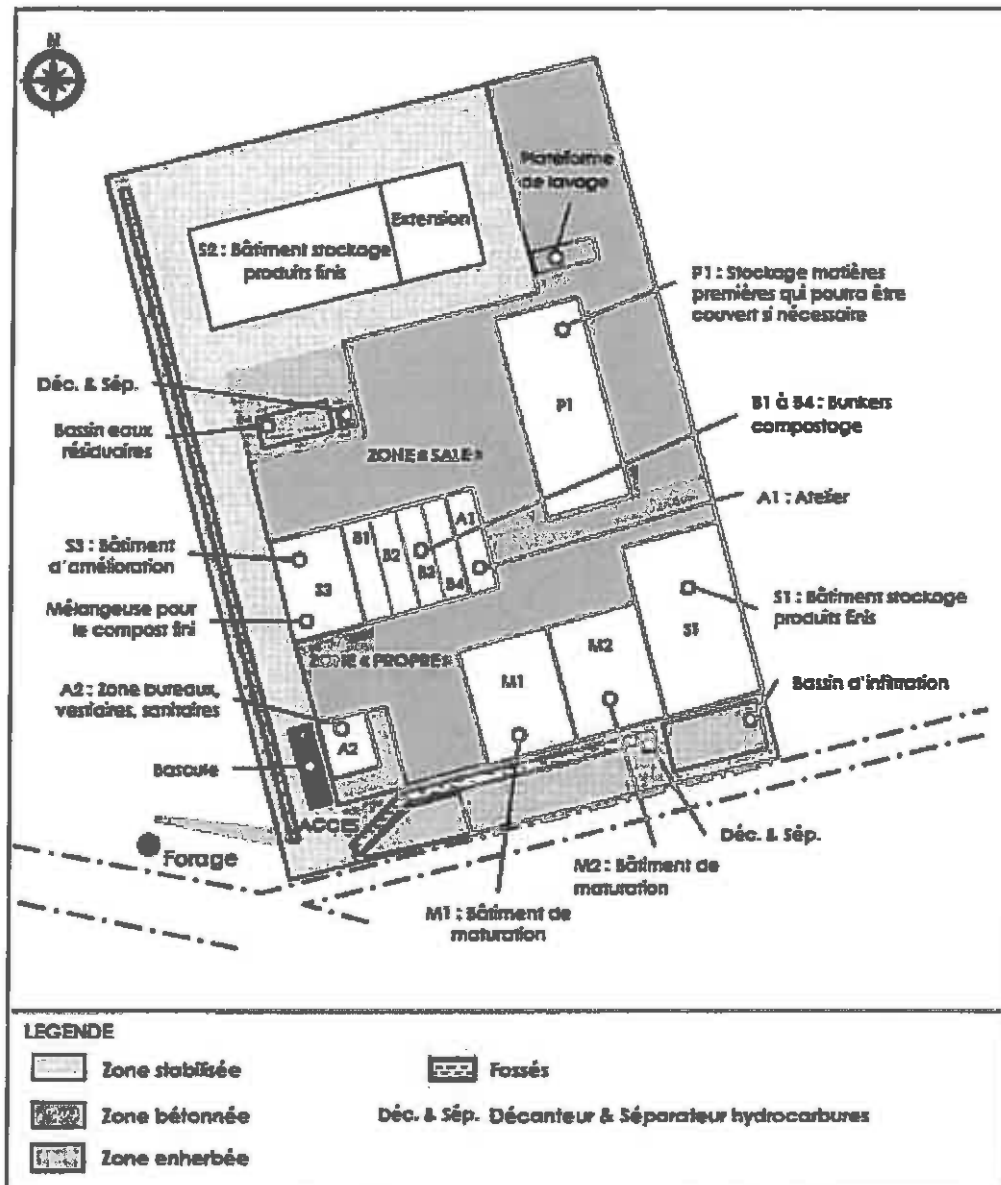 N
Plateforme
de lavage
Extension
S2 : Bâtiment stockage
produits finis
P1 : Stockage matières
premières qui pourra être
couvert si nécessaire
Déc. & Sép.
P1
B1 à B4 : Bunkers
compostage
Bassin eaux
résiduaires
ZONE « SALE »
A1 : Atelier
A1
B1
B2
B3
B4
S3 : Bâtiment
d'amélioration
S3
Mélangeuse pour
le compost fini
S1 : Bâtiment stockage
produits finis
S1
M2
ZONE « PROPRE »
M1
Bassin d'infiltration
A2 : Zone bureaux,
vestiaires, sanitaires
A2
Bascule
ACCES
Déc. & Sép.
Forage
M2 : Bâtiment de
maturation
M1 : Bâtiment de
maturation
LEGENDE
Zone stabilisée
Fossés
Zone bétonnée
Déc. & Sép. Décanteur & Séparateur hydrocarbures
Zone enherbée